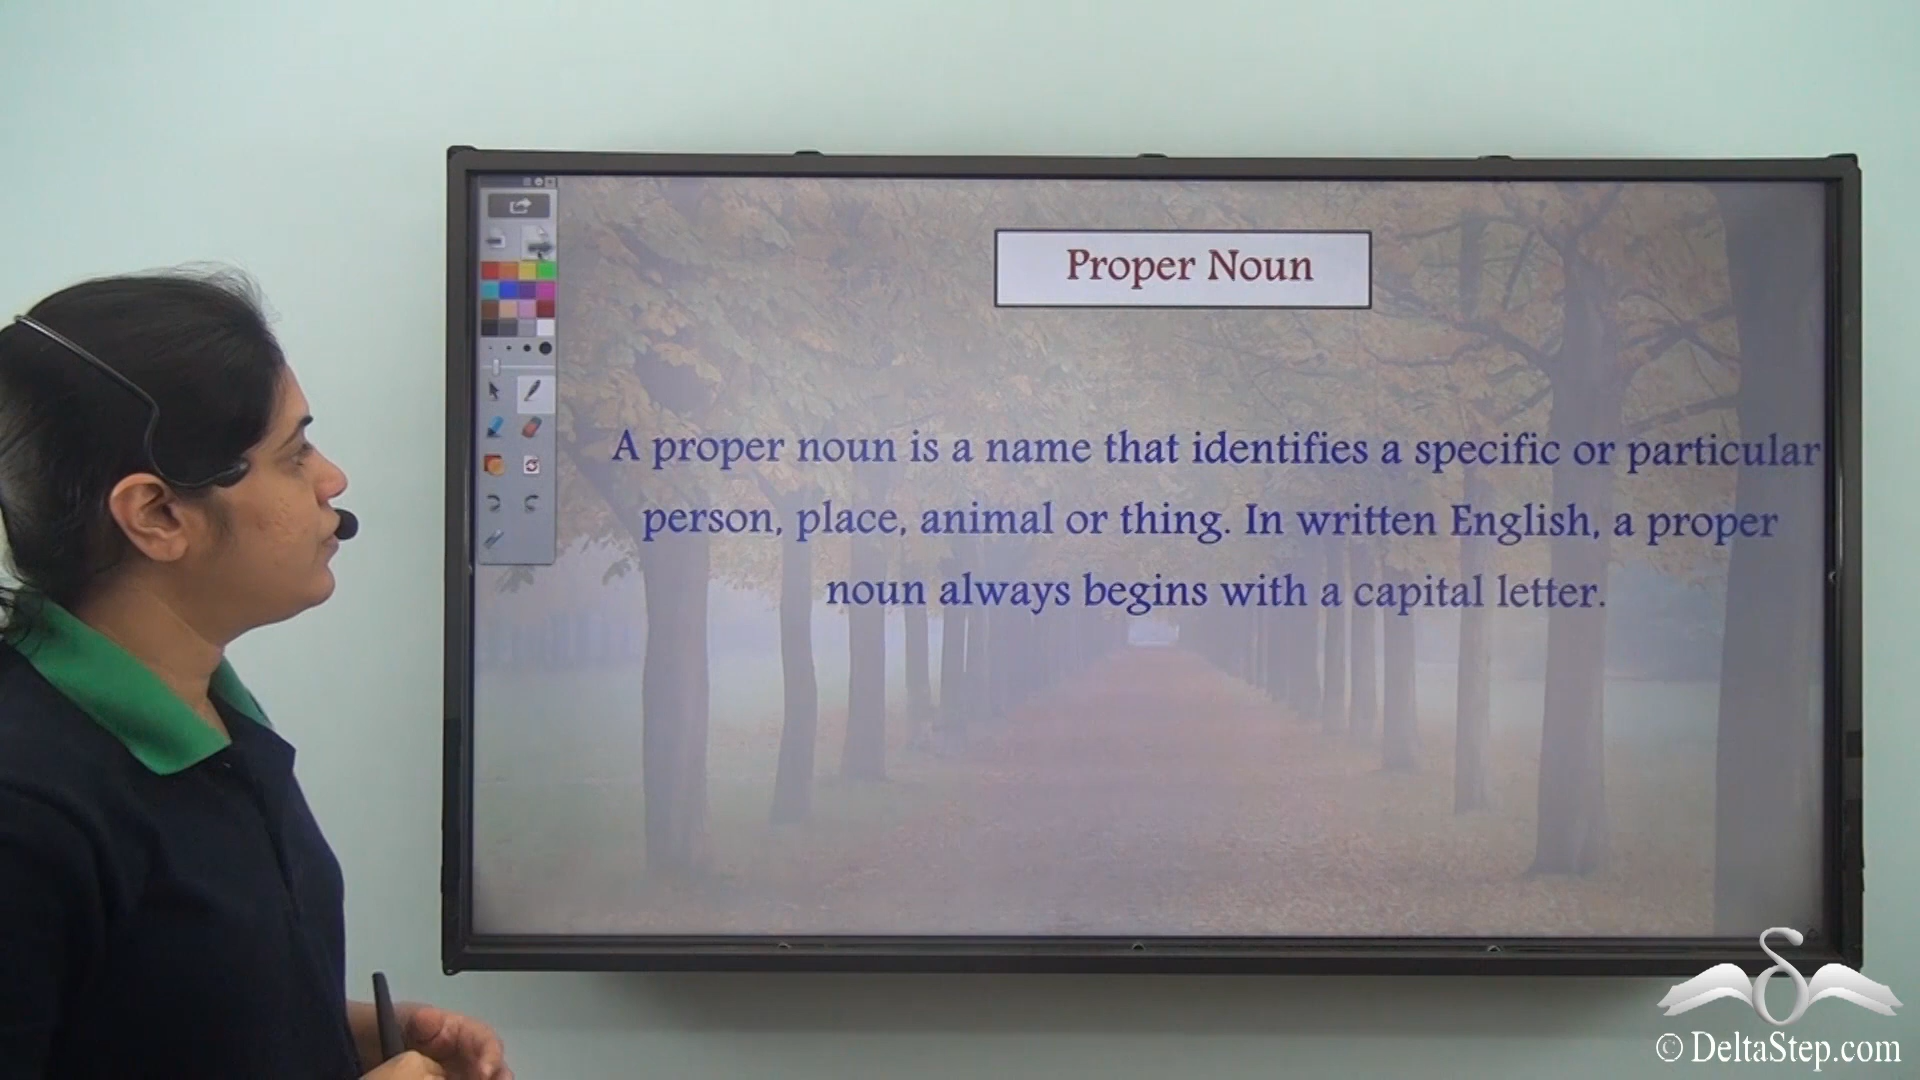 Proper Noun
A proper noun is a name that identifies a specific or particular
person, place, animal or thing. In written English, a proper
noun always begins with a capital letter.
© DeltaStep.com